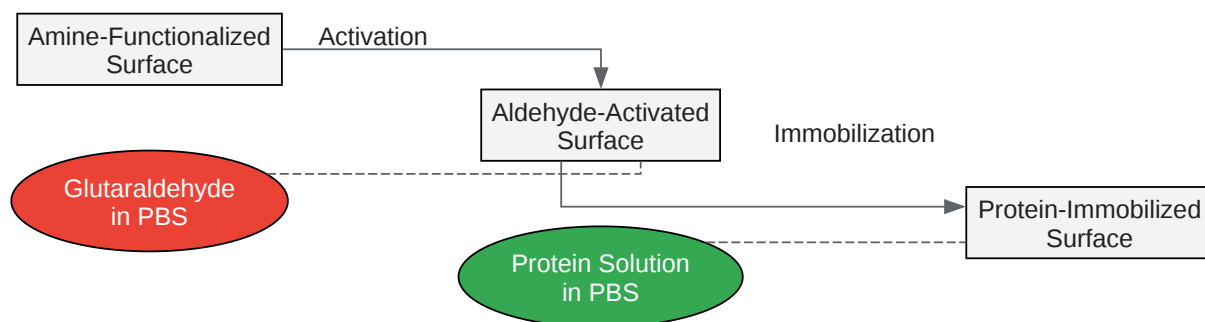 Amine-Functionalized
Surface
Activation
Aldehyde-Activated
Surface
Immobilization
Glutaraldehyde
in PBS
Protein-Immobilized
Surface
Protein Solution
in PBS